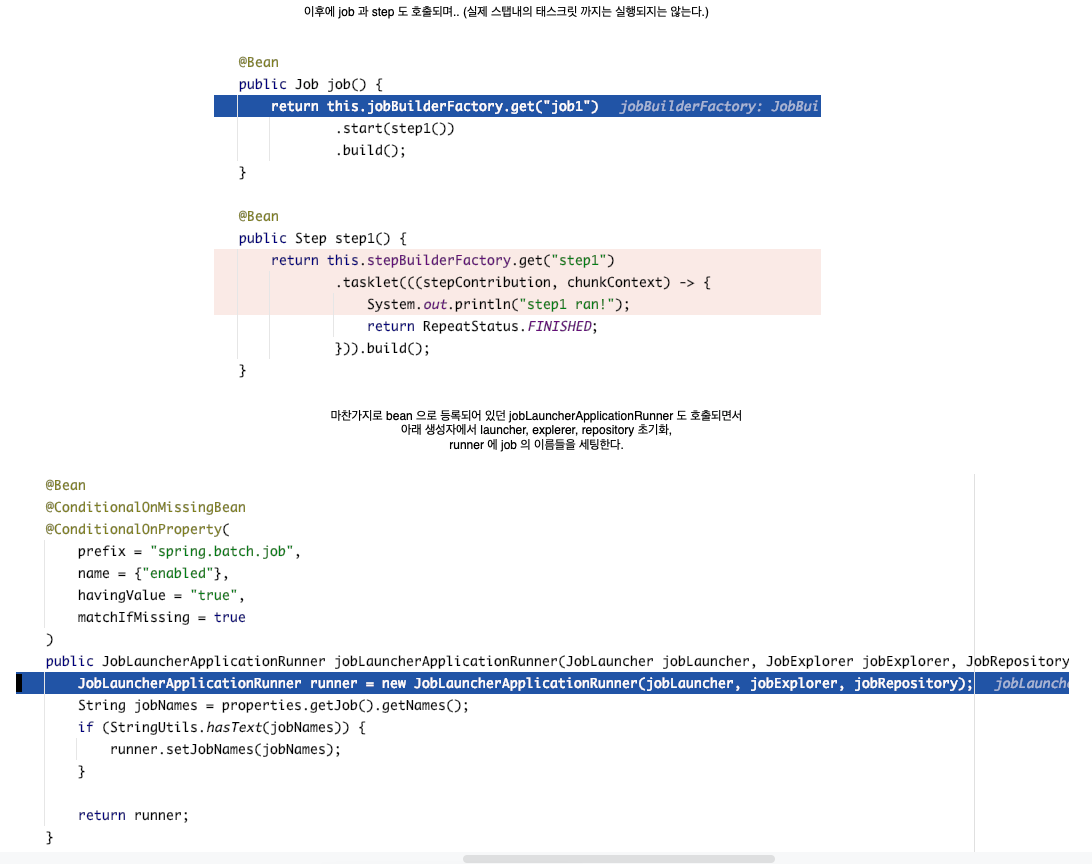 이후에 job 과 step 도 호출되며.. (실제 스탭내의 태스크릿 까지는 실행되지는 않는다.)
@Bean
public Job job() {
return this.jobBuilderFactory.get("job1") jobBuilderFactory: JobBui
.start(step1())
.build();
}
@Bean
public Step step1() {
return this.stepBuilderFactory.get("step1")
.tasklet(((stepContribution, chunkContext) -> {
System.out.println("step1 ran!");
return RepeatStatus.FINISHED;
})).build();
}
마찬가지로 bean 으로 등록되어 있던 jobLauncherApplicationRunner 도 호출되면서
아래 생성자에서 launcher, explerer, repository 초기화,
runner 에 job 의 이름들을 세팅한다.
@Bean
@ConditionalOnMissingBean
@ConditionalOnProperty(
prefix = "spring.batch.job",
name = {"enabled"},
havingValue = "true",
matchIfMissing = true
)
public JobLauncherApplicationRunner jobLauncherApplicationRunner(JobLauncher jobLauncher, JobExplorer jobExplorer, JobRepository
JobLauncherApplicationRunner runner = new JobLauncherApplicationRunner(jobLauncher, jobExplorer, jobRepository); jobLaunche
String jobNames = properties.getJob().getNames();
if (StringUtils.hasText(jobNames)) {
runner.setJobNames(jobNames);
}
return runner;
}